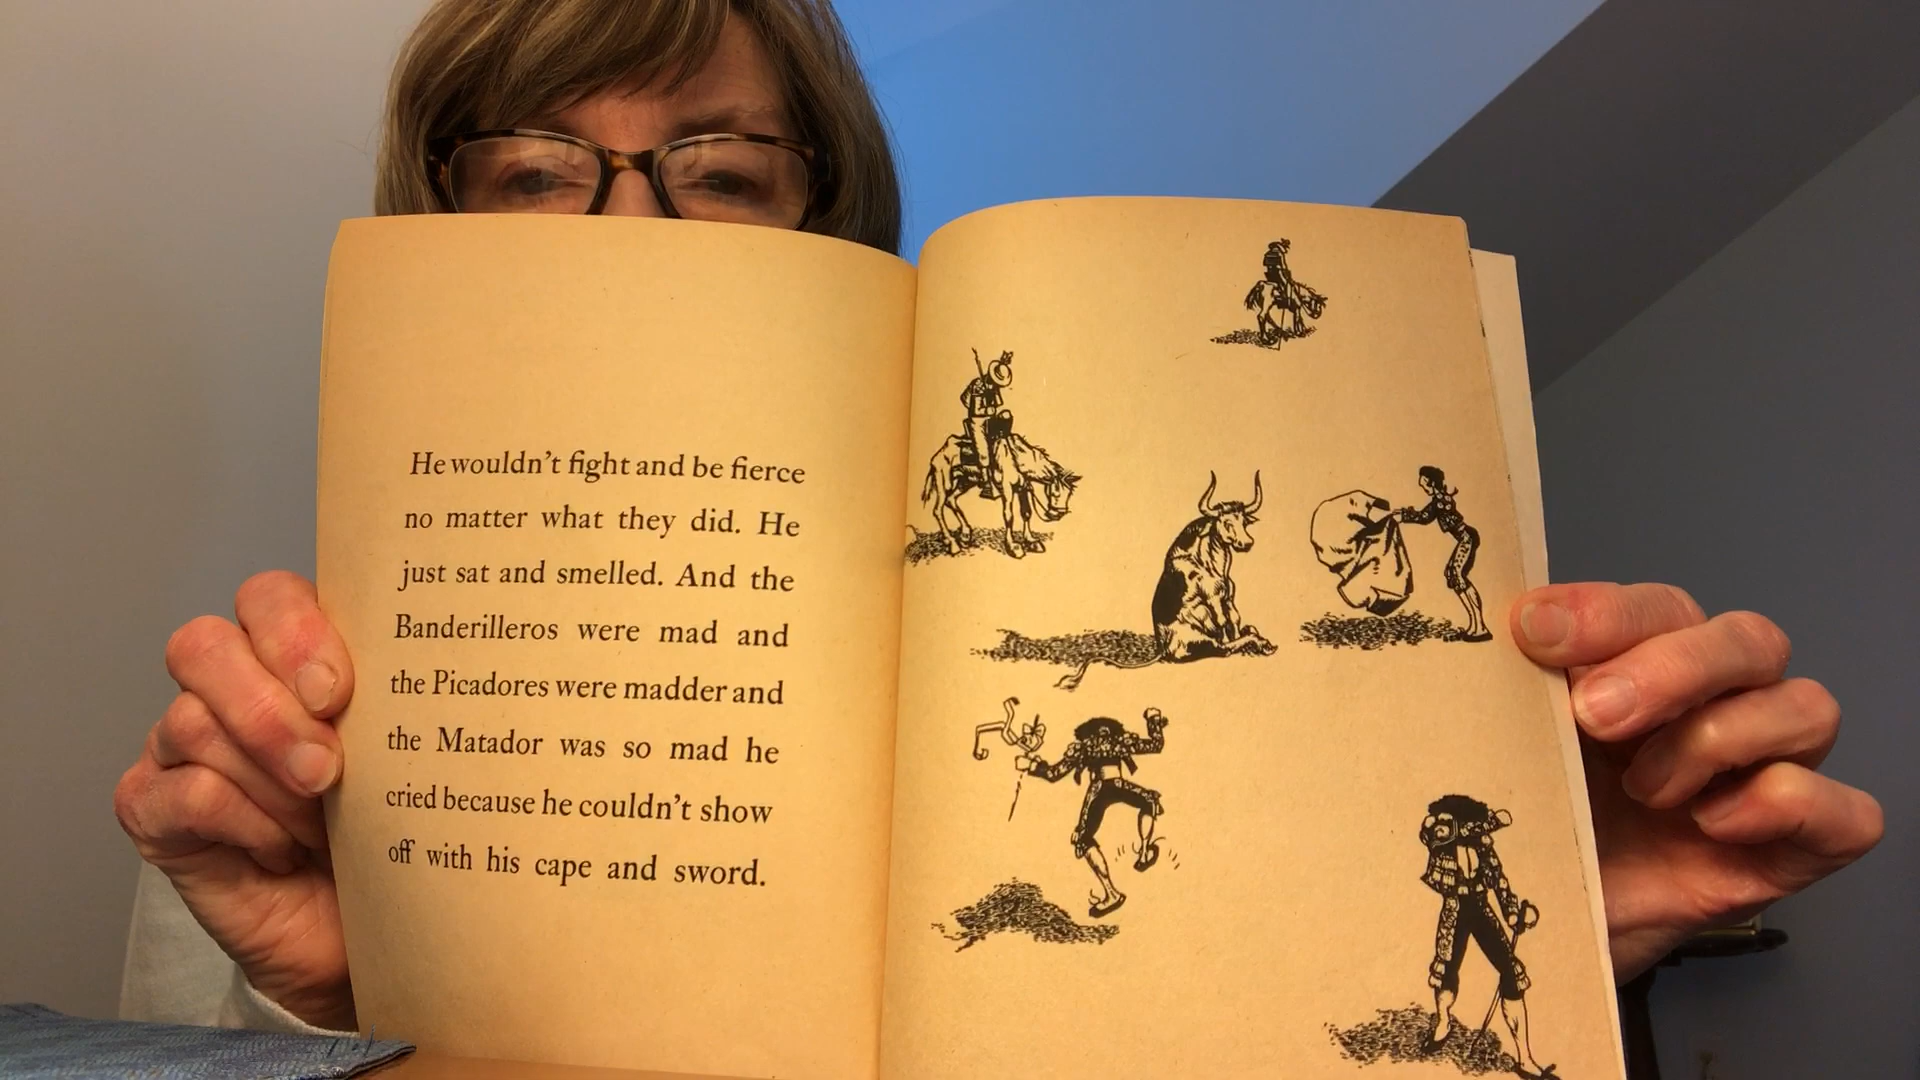 He wouldn't fight and be fierce
no matter what they did. He
just sat and smelled. And the
Banderilleros were mad and
the Picadores were madder and
the Matador was so mad he
cried because he couldn't show
off with his cape and sword.